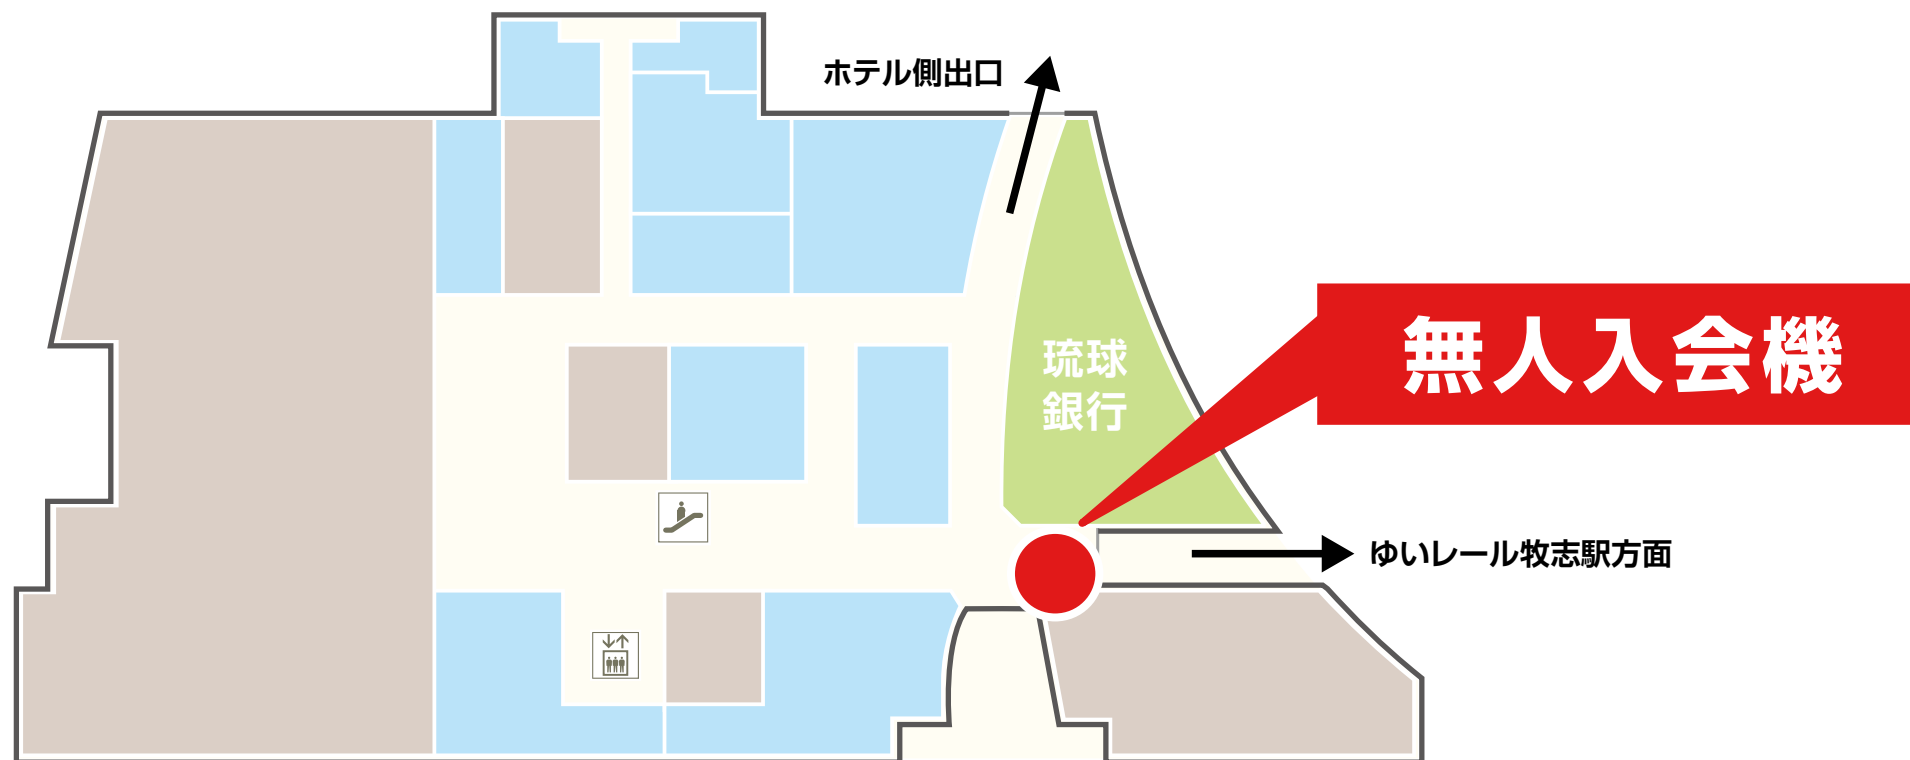 ホテル側出口
無人入会機
琉球
銀行
ゆいレール牧志駅方面